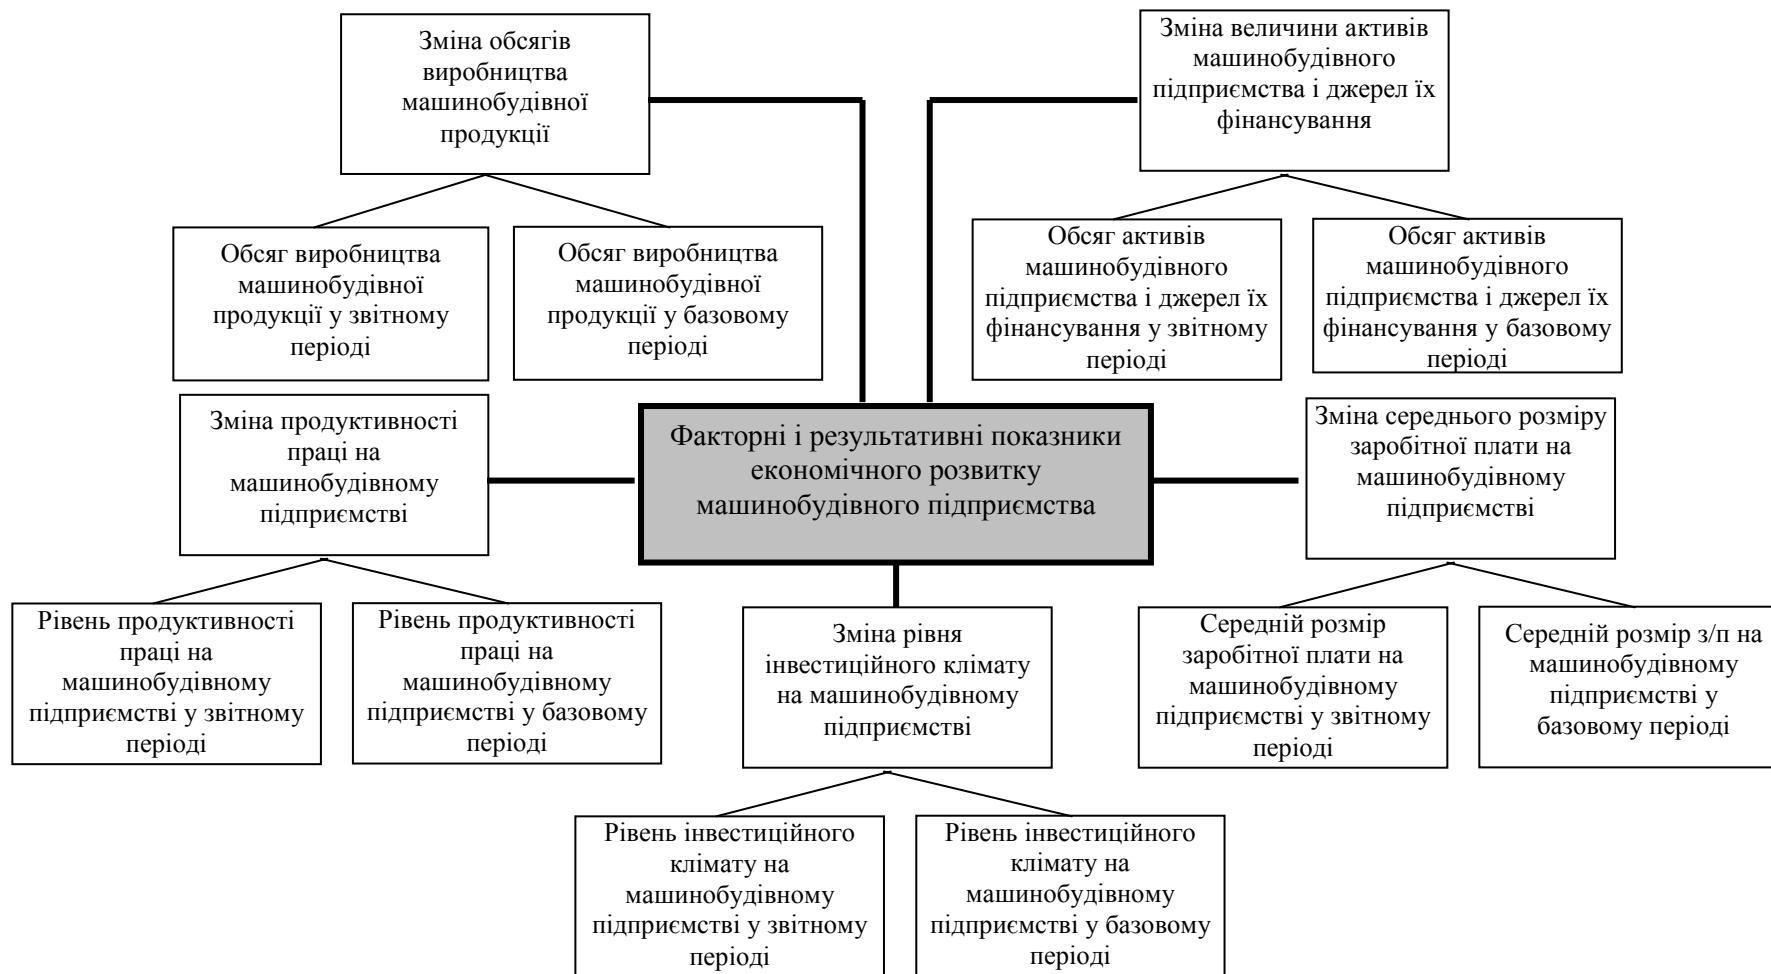 Зміна обсягів
виробництва
машинобудівної
продукції
Зміна величини активів
машинобудівного
підприємства і джерел їх
фінансування
Обсяг виробництва
машинобудівної
продукції у звітному
періоді
Обсяг виробництва
машинобудівної
продукції у базовому
періоді
Обсяг активів
машинобудівного
підприємства і джерел їх
фінансування у звітному
періоді
Обсяг активів
машинобудівного
підприємства і джерел їх
фінансування у базовому
періоді
Зміна продуктивності
праці на
машинобудівному
підприємстві
Факторні і результативні показники
економічного розвитку
машинобудівного підприємства
Зміна середнього розміру
заробітної плати на
машинобудівному
підприємстві
Рівень продуктивності
праці на
машинобудівному
підприємстві у звітному
періоді
Рівень продуктивності
праці на
машинобудівному
підприємстві у базовому
періоді
Зміна рівня
інвестиційного клімату
на машинобудівному
підприємстві
Середній розмір
заробітної плати на
машинобудівному
підприємстві у звітному
періоді
Середній розмір з/п на
машинобудівному
підприємстві у
базовому періоді
Рівень інвестиційного
клімату на
машинобудівному
підприємстві у звітному
періоді
Рівень інвестиційного
клімату на
машинобудівному
підприємстві у базовому
періоді